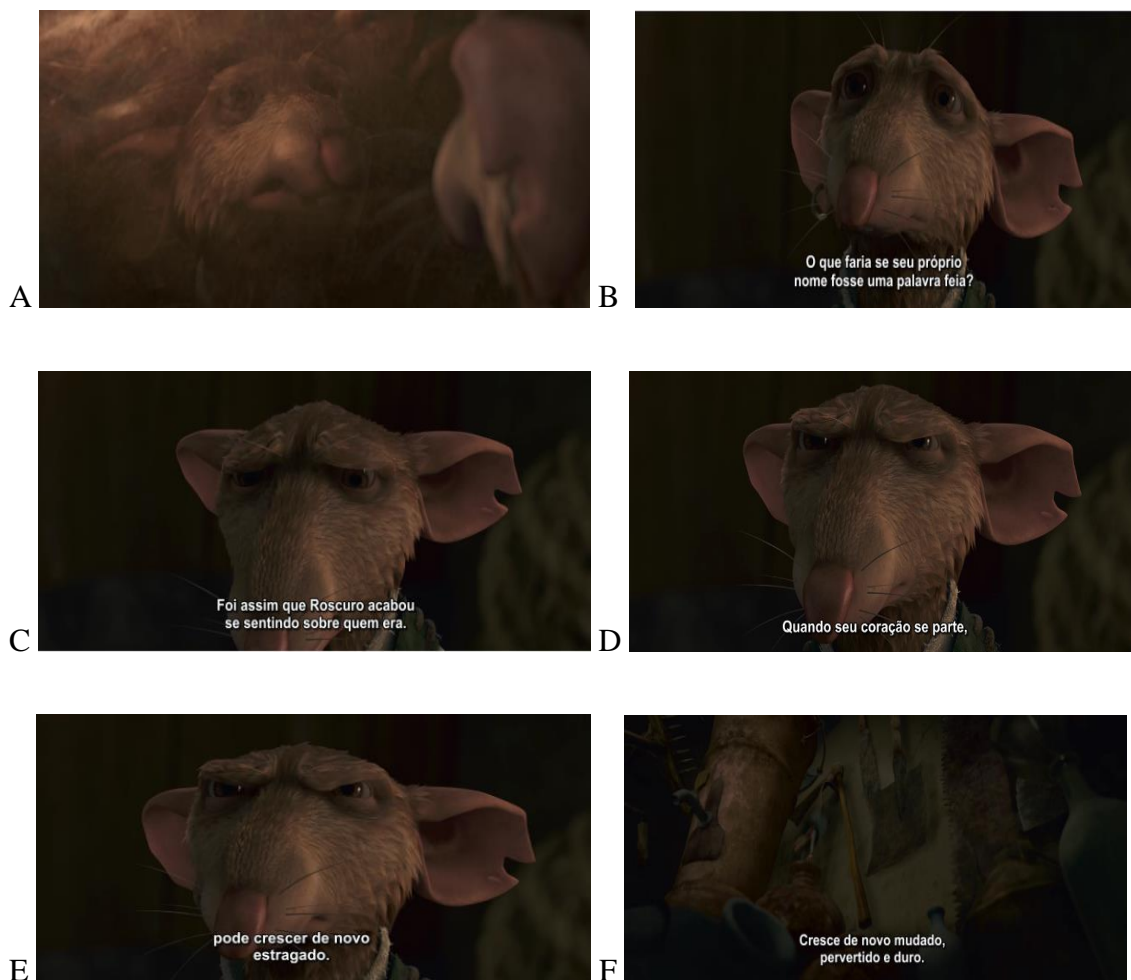 A
B
O que faria se seu próprio
nome fosse uma palavra feia?
C
Foi assim que Roscuro acabou
se sentindo sobre quem era.
D
Quando seu coração se parte,
E
pode crescer de novo
estragado.
F
Cresce de novo mudado,
pervertido e duro.